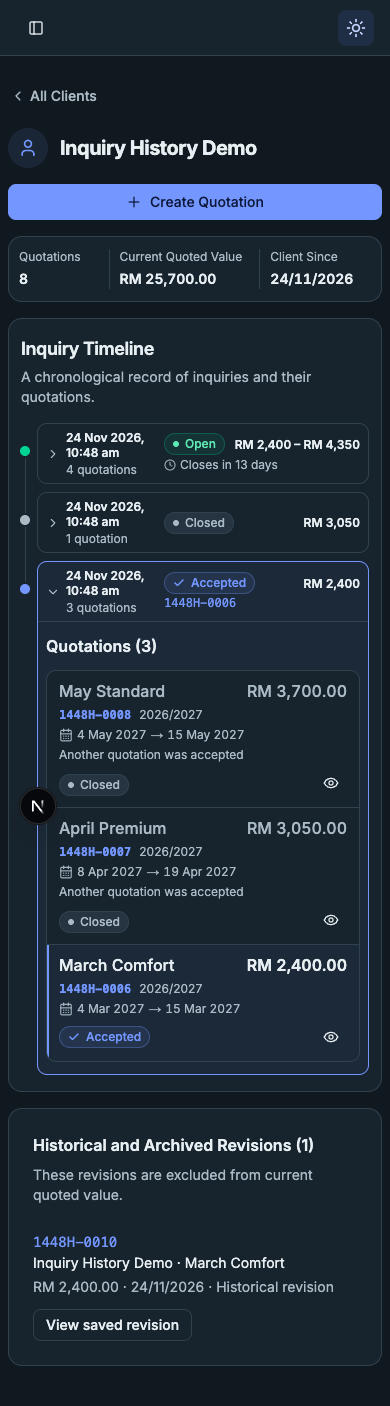 All Clients
Inquiry History Demo
Create Quotation
Quotations
8
Current Quoted Value
RM 25,700.00
Client Since
24/11/2026
Inquiry Timeline
A chronological record of inquiries and their
quotations.
24 Nov 2026,
10:48 am
4 quotations
Open
RM 2,400 – RM 4,350
Closes in 13 days
24 Nov 2026,
10:48 am
1 quotation
Closed
RM 3,050
24 Nov 2026,
10:48 am
3 quotations
Accepted
1448H-0006
RM 2,400
Quotations (3)
May Standard RM 3,700.00
1448H-0008 2026/2027
4 May 2027 → 15 May 2027
Another quotation was accepted
Closed
N
April Premium RM 3,050.00
1448H-0007 2026/2027
8 Apr 2027 → 19 Apr 2027
Another quotation was accepted
Closed
March Comfort RM 2,400.00
1448H-0006 2026/2027
4 Mar 2027 → 15 Mar 2027
Accepted
Historical and Archived Revisions (1)
These revisions are excluded from current
quoted value.
1448H-0010
Inquiry History Demo · March Comfort
RM 2,400.00 · 24/11/2026 · Historical revision
View saved revision